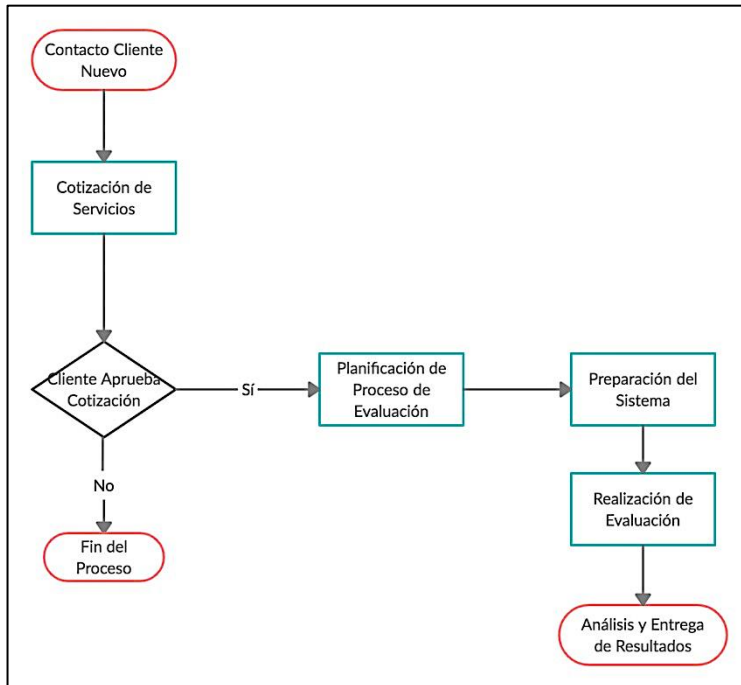 Contacto Cliente
Nuevo
Cotización de
Servicios
Cliente Aprueba
Cotización
Sí
Planificación de
Proceso de
Evaluación
Preparación del
Sistema
No
Realización de
Evaluación
Fin del
Proceso
Análisis y Entrega
de Resultados